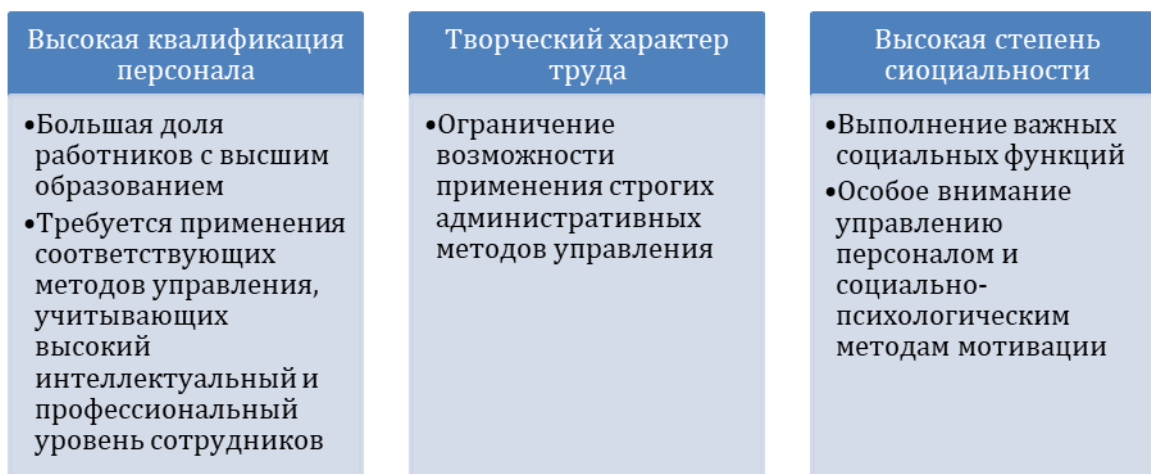 Высокая квалификация
персонала
•Большая доля
работников с высшим
образованием
•Требуется применения
соответствующих
методов управления,
учитывающих
высокий
интеллектуальный и
профессиональный
уровень сотрудников
Творческий характер
труда
•Ограничение
возможности
применения строгих
административных
методов управления
Высокая степень
сиоциальности
•Выполнение важных
социальных функций
•Особое внимание
управлению
персоналом и
социально-
психологическим
методам мотивации